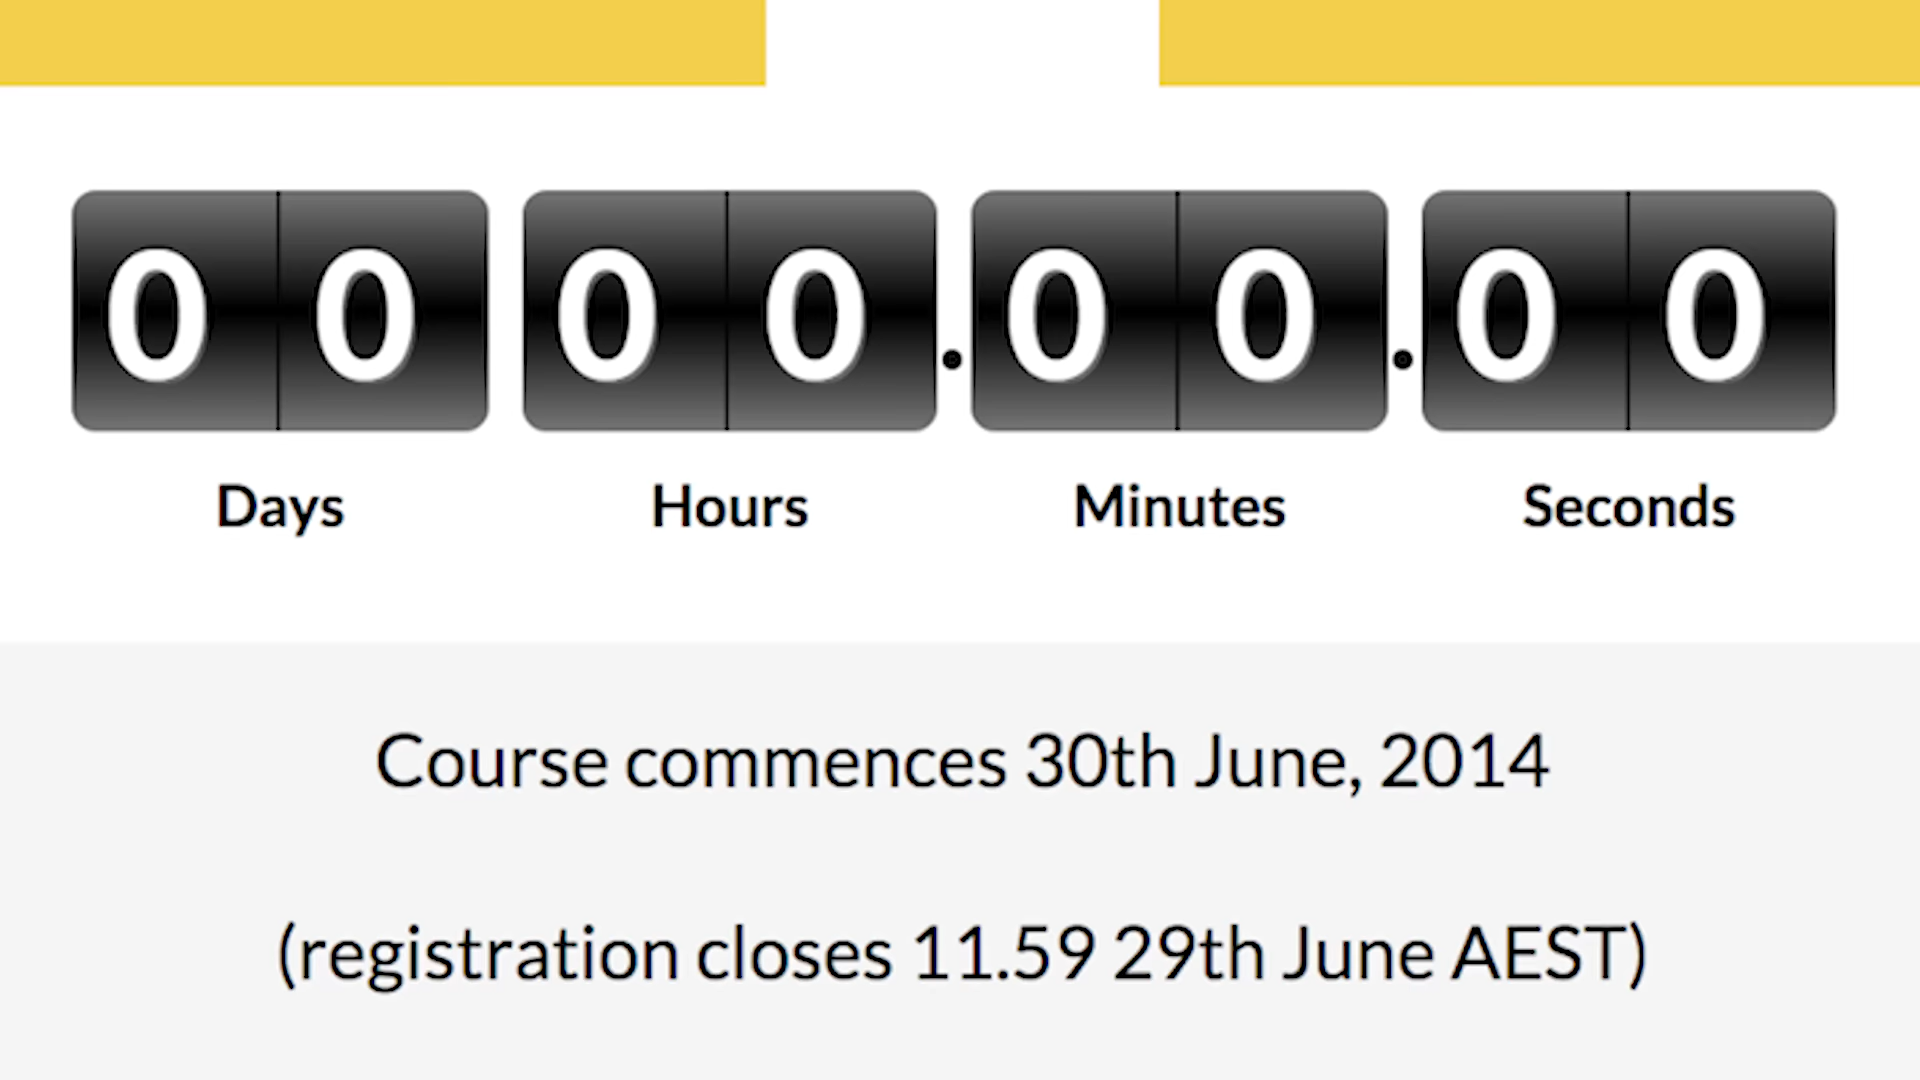 00 00.00.00
Days Hours Minutes Seconds
Course commences 30th June, 2014
(registration closes 11.59 29th June AEST)